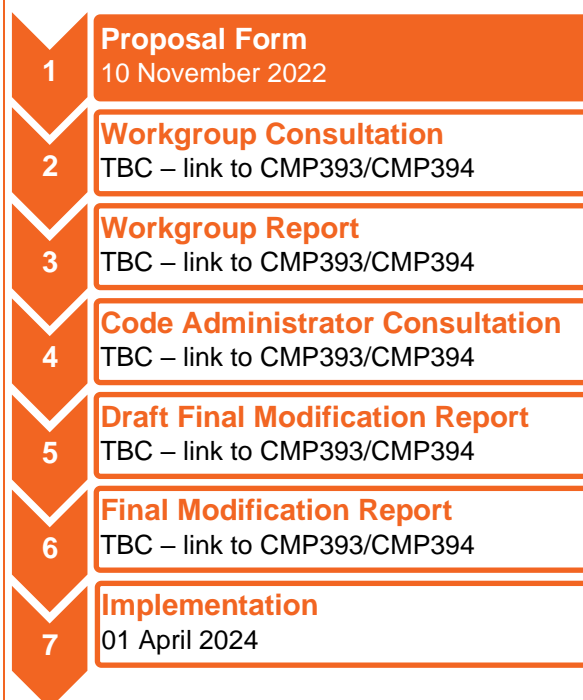 1
Proposal Form
10 November 2022
2
Workgroup Consultation
TBC – link to CMP393/CMP394
3
Workgroup Report
TBC – link to CMP393/CMP394
4
Code Administrator Consultation
TBC – link to CMP393/CMP394
5
Draft Final Modification Report
TBC – link to CMP393/CMP394
6
Final Modification Report
TBC – link to CMP393/CMP394
7
Implementation
01 April 2024